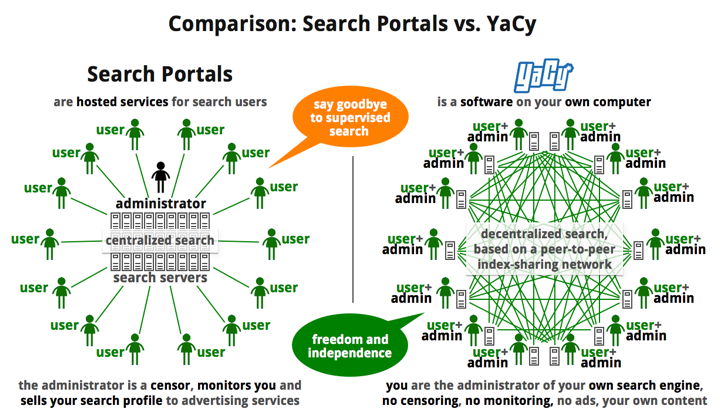 Comparison: Search Portals vs. YaCy
Search Portals
are hosted services for search users
user
user
user
user
user
user
administrator
user
centralized search
user
search servers
user
user
user
user
user
user
the administrator is a censor, monitors you and
sells your search profile to advertising services
say goodbye
to supervised
search
freedom and
independence
YaCy
is a software on your own computer
user+
admin
user+
admin
user+
admin
user+
admin
user+
admin
user+
admin
user+
admin
decentralized search,
based on a peer-to-peer
index-sharing network
user+
admin
user+
admin
user+
admin
user+
admin
user+
admin
user+
admin
user+
admin
you are the administrator of your own search engine,
no censoring, no monitoring, no ads, your own content